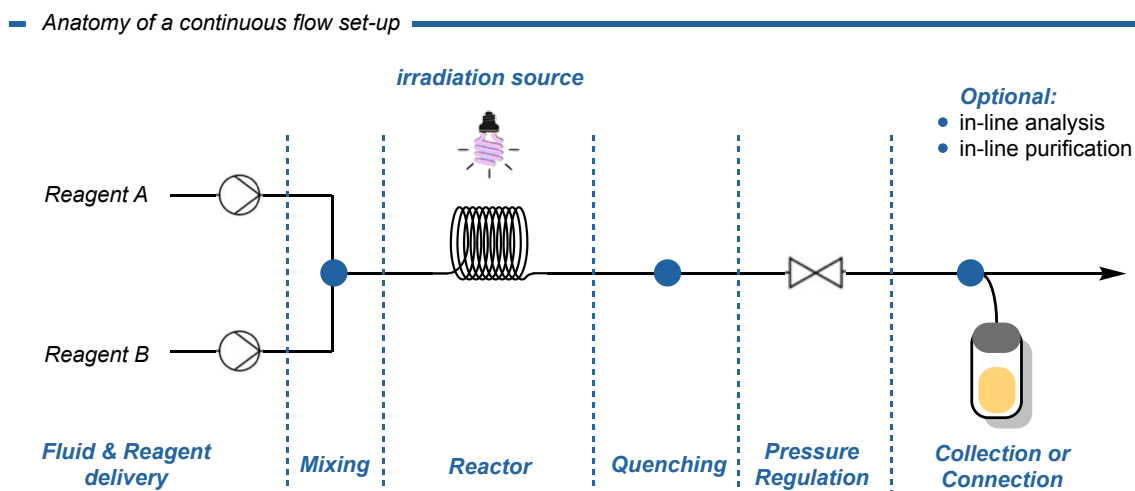 Anatomy of a continuous flow set-up
irradiation source
Optional:
in-line analysis
in-line purification
Reagent A
Reagent B
Fluid & Reagent
delivery
Mixing
Reactor
Quenching
Pressure
Regulation
Collection or
Connection